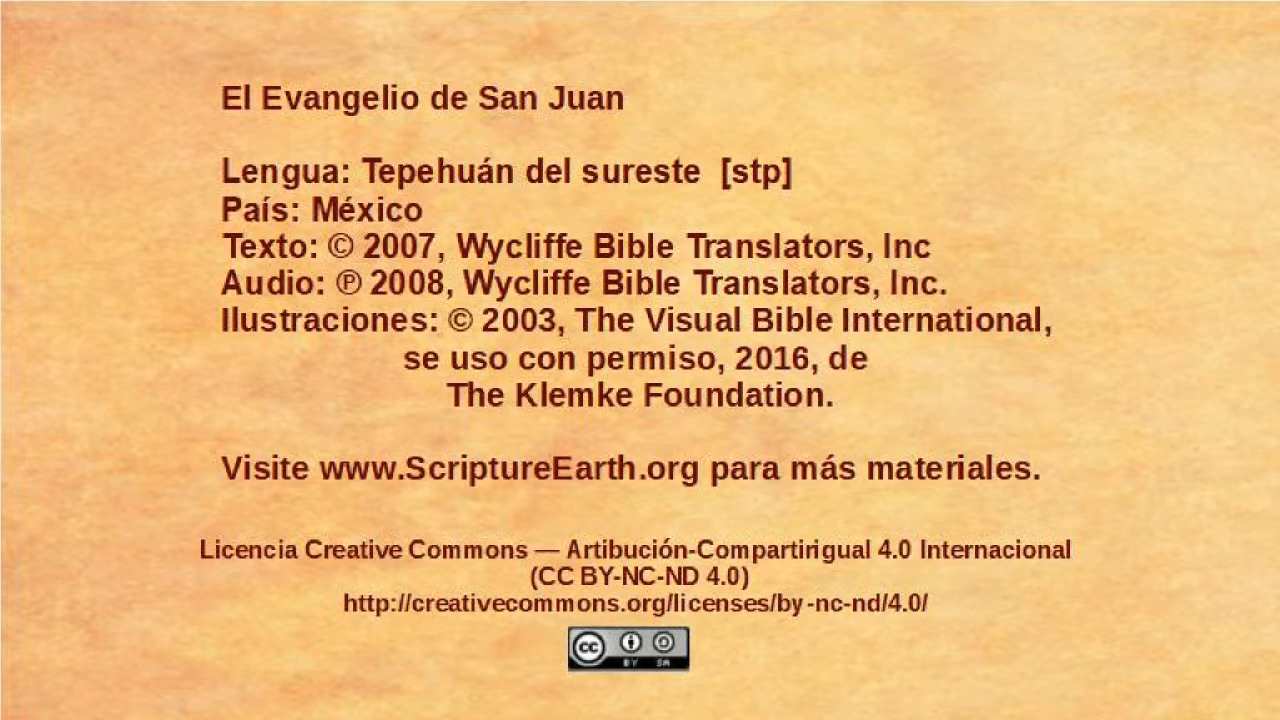 El Evangelio de San Juan
Lengua: Tepehuán del sureste [stp]
País: México
Texto: © 2007, Wycliffe Bible Translators, Inc
Audio: ℗ 2008, Wycliffe Bible Translators, Inc.
Ilustraciones: © 2003, The Visual Bible International,
se uso con permiso, 2016, de
The Klemke Foundation.
Visite www.ScriptureEarth.org para más materiales.
Licencia Creative Commons — Artibución-Compartirigual 4.0 Internacional
(CC BY-NC-ND 4.0)
http://creativecommons.org/licenses/by-nc-nd/4.0/
cc BY SA